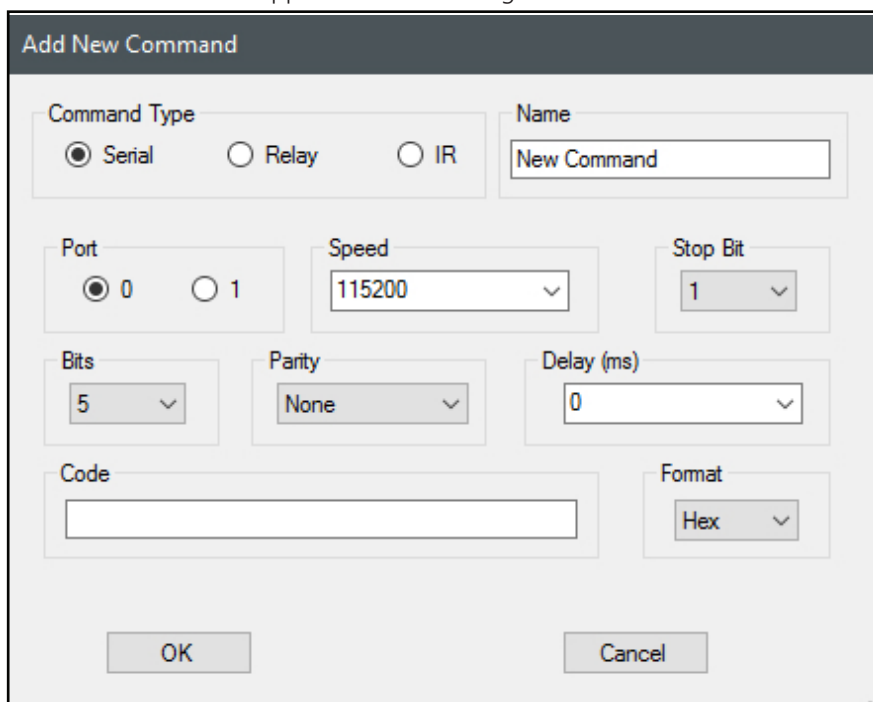 Add New Command
Command Type
Serial Relay IR
Name
New Command
Port
0 1
Speed
115200
Stop Bit
1
Bits
5
Parity
None
Delay (ms)
0
Code
Format
Hex
OK
Cancel